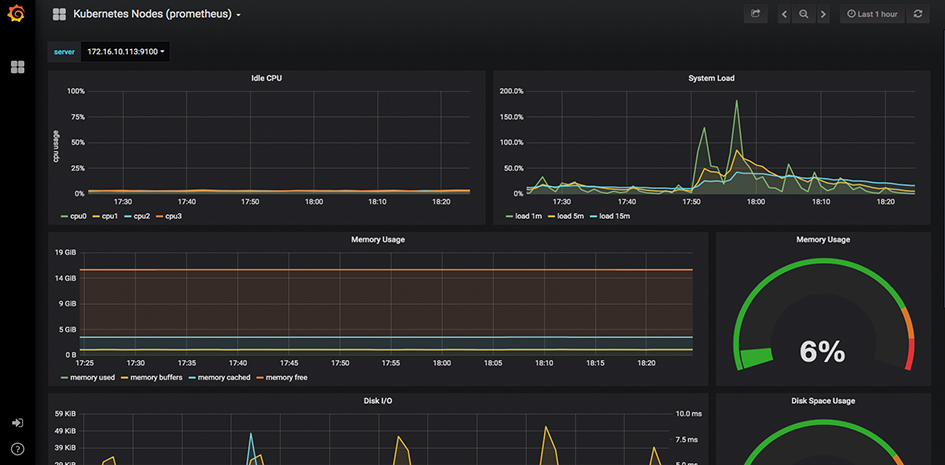 Kubernetes Nodes (prometheus)
Last 1 hour
server 172.16.10.113:9100
Idle CPU
100%
75%
50%
25%
0%
cpu usage
17:30 17:40 17:50 18:00 18:10 18:20
cpu0 cpu1 cpu2 cpu3
System Load
200.0%
150.0%
100.0%
50.0%
0%
17:30 17:40 17:50 18:00 18:10 18:20
load 1m load 5m load 15m
Memory Usage
19 GiB
14 GiB
9 GiB
5 GiB
0 B
17:25 17:30 17:35 17:40 17:45 17:50 17:55 18:00 18:05 18:10 18:15 18:20
memory used memory buffers memory cached memory free
Memory Usage
6%
Disk I/O
59 KiB
49 KiB
39 KiB
29 KiB
10.0 ms
7.5 ms
5.0 ms
Disk Space Usage
?